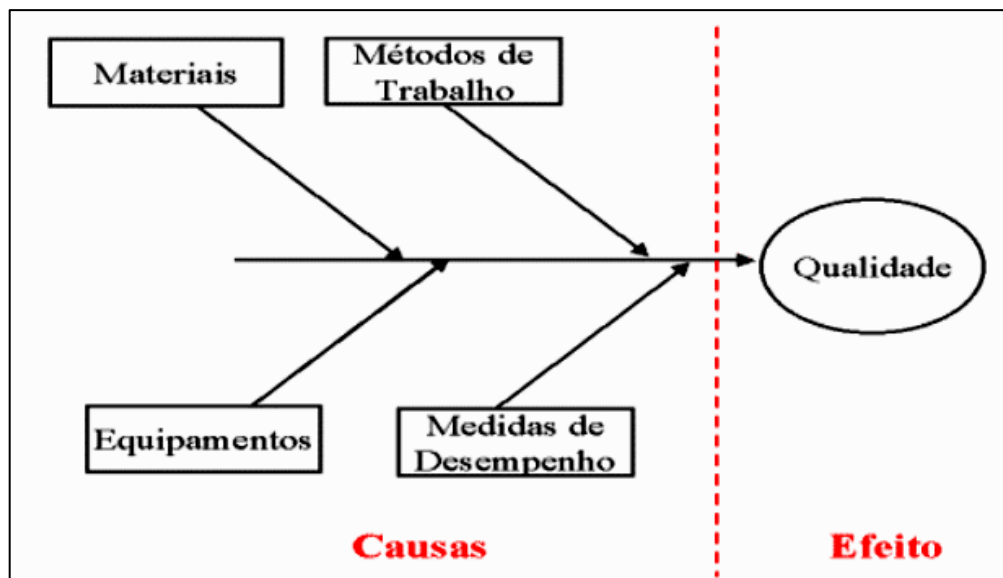 Materiais
Métodos de
Trabalho
Qualidade
Equipamentos
Medidas de
Desempenho
Causas
Efeito